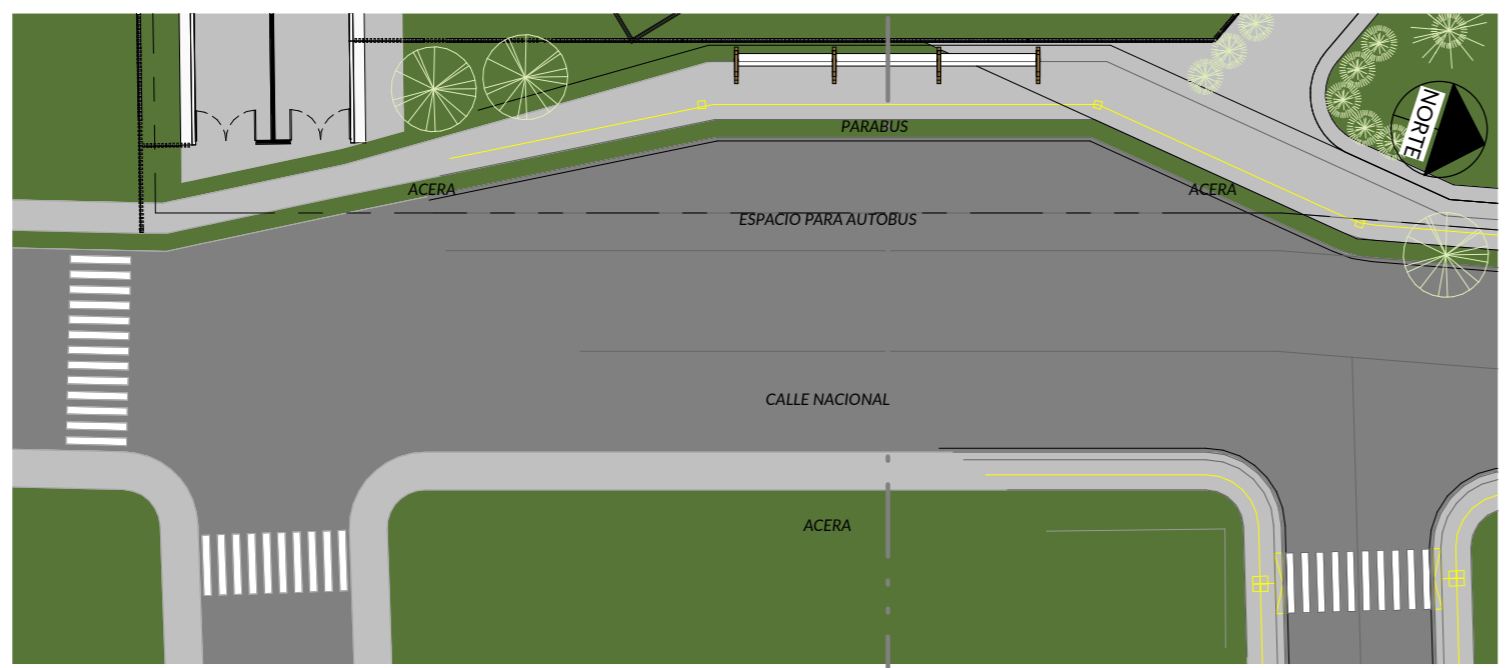 NORTE
PARABUS
ACERA
ACERA
ESPACIO PARA AUTOBUS
CALLE NACIONAL
ACERA